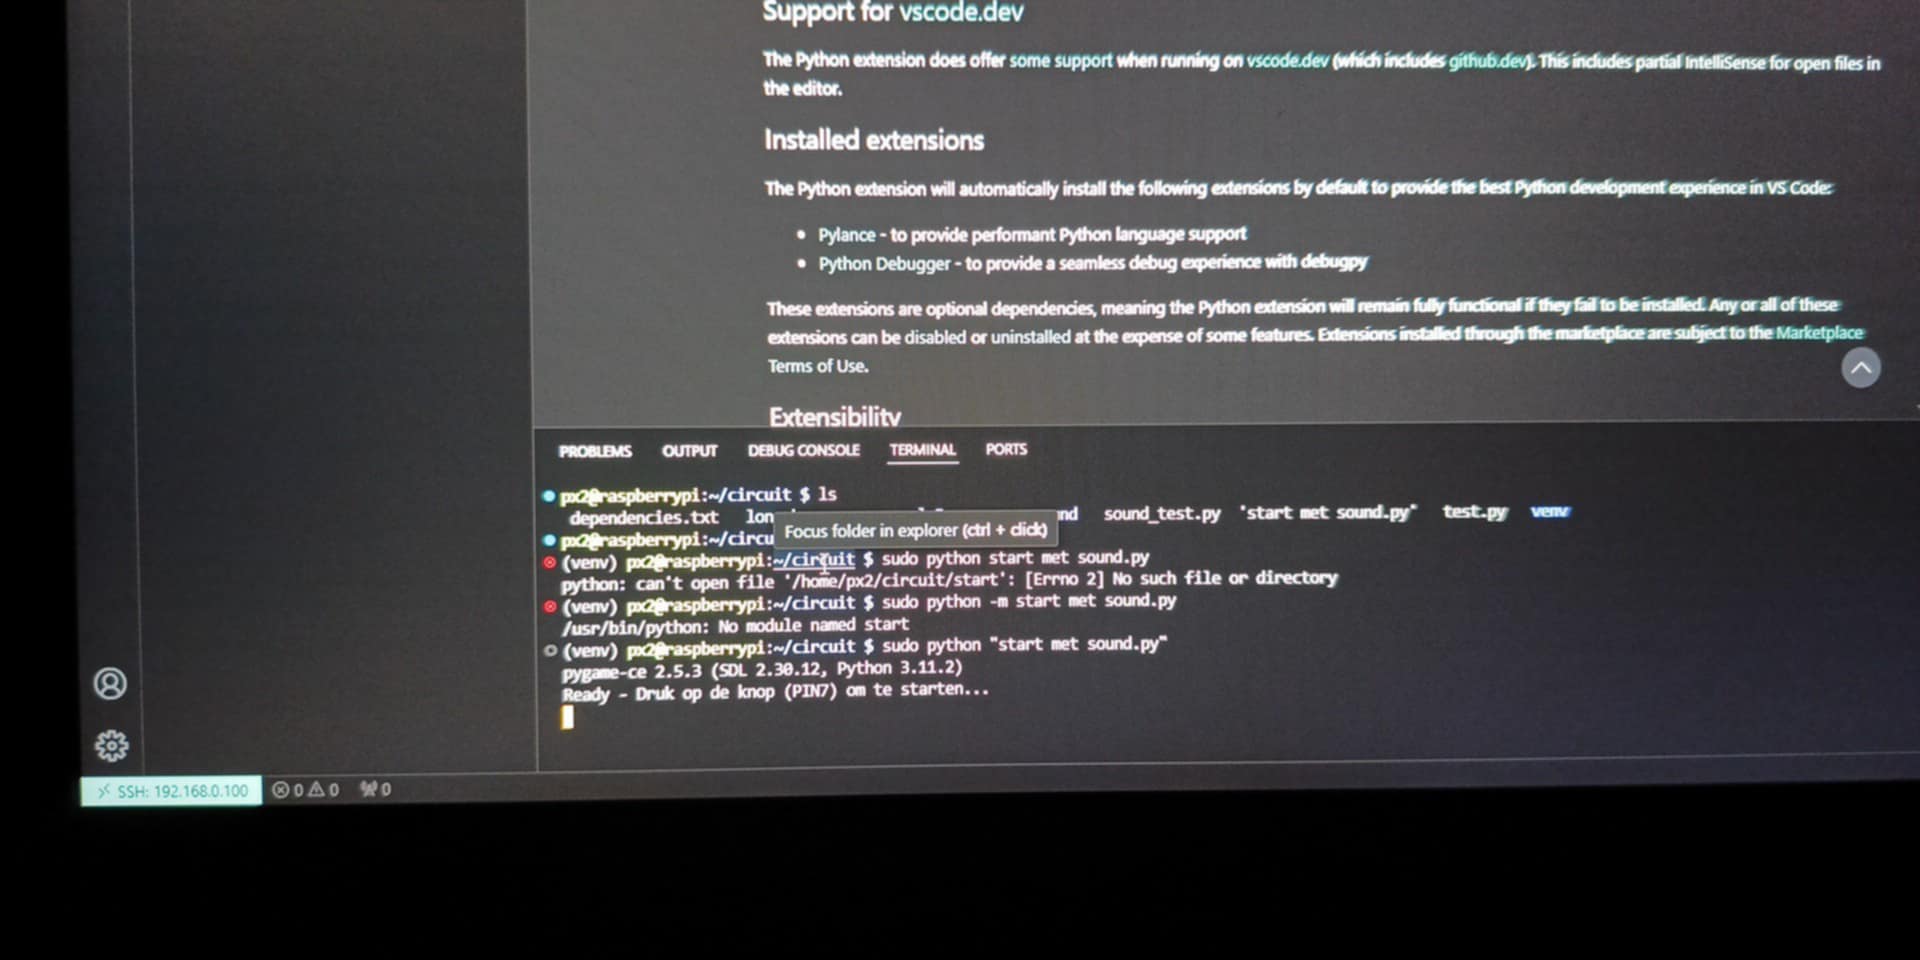 Support for vscode.dev
The Python extension does offer some support when running on vscode.dev (which includes github.dev). This includes partial IntelliSense for open files in
the editor.
Installed extensions
The Python extension will automatically install the following extensions by default to provide the best Python development experience in VS Code:
• Pylance - to provide performant Python language support
• Python Debugger - to provide a seamless debug experience with debugpy
These extensions are optional dependencies, meaning the Python extension will remain fully functional if they fail to be installed. Any or all of these
extensions can be disabled or uninstalled at the expense of some features. Extensions installed through the marketplace are subject to the Marketplace
Terms of Use.
Extensibility
PROBLEMS OUTPUT DEBUG CONSOLE TERMINAL PORTS
px2@raspberrypi:~/circuit $ ls
dependencies.txt lon nd sound_test.py 'start met sound.py' test.py venv
Focus folder in explorer (ctrl + click)
px2@raspberrypi:~/circu
(venv) px2@raspberrypi:~/circuit $ sudo python start met sound.py
python: can't open file '/home/px2/circuit/start': [Errno 2] No such file or directory
(venv) px2@raspberrypi:~/circuit $ sudo python -m start met sound.py
/usr/bin/python: No module named start
(venv) px2@raspberrypi:~/circuit $ sudo python "start met sound.py"
pygame-ce 2.5.3 (SDL 2.30.12, Python 3.11.2)
Ready - Druk op de knop (PIN7) om te starten...
SSH: 192.168.0.100 0 0 0